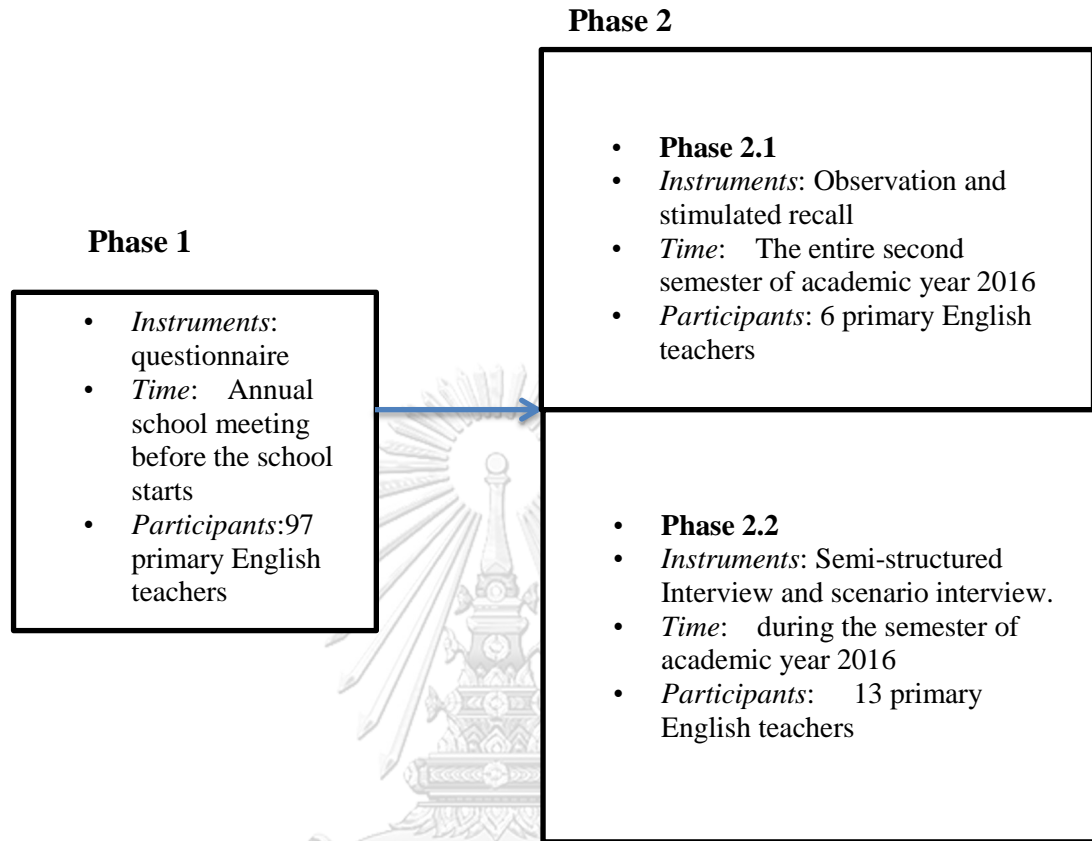 Phase 1
• Instruments:
questionnaire
• Time: Annual
school meeting
before the school
starts
• Participants:97
primary English
teachers
Phase 2
• Phase 2.1
• Instruments: Observation and
stimulated recall
• Time: The entire second
semester of academic year 2016
• Participants: 6 primary English
teachers
• Phase 2.2
• Instruments: Semi-structured
Interview and scenario interview.
• Time: during the semester of
academic year 2016
• Participants: 13 primary
English teachers